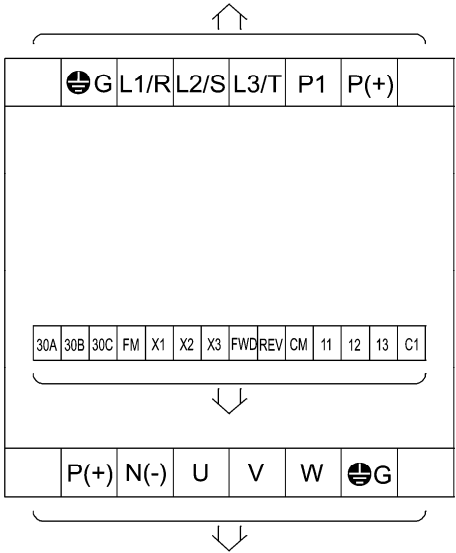 G L1/R L2/S L3/T P1 P(+)
30A 30B 30C FM X1 X2 X3 FWD REV CM 11 12 13 C1
P(+) N(-) U V W G